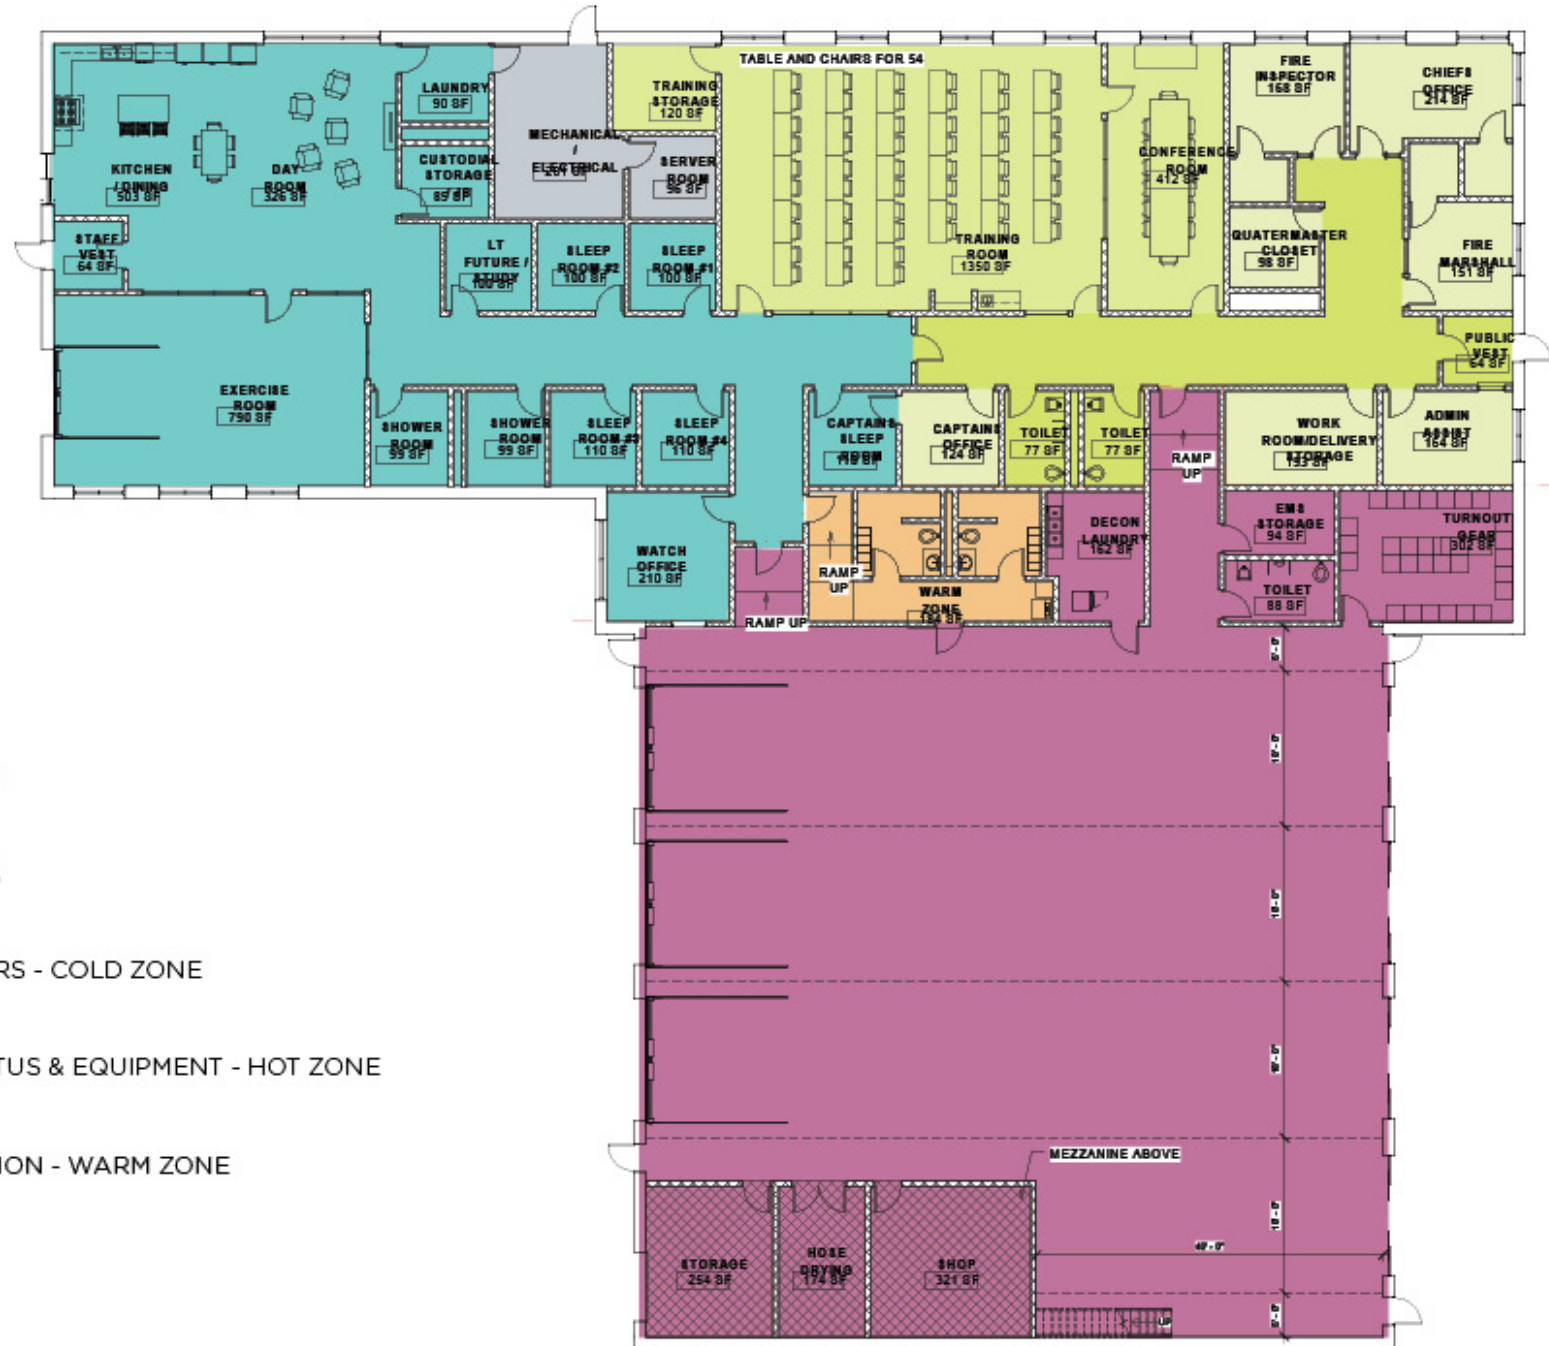 TABLE AND CHAIRS FOR 54
KITCHEN
/ DINING
503 SF
DAY
ROOM
326 SF
LAUNDRY
90 SF
CUSTODIAL
STORAGE
MECHANICAL
/
ELECTRICAL
TRAINING
STORAGE
120 SF
SERVER
ROOM
96 SF
TRAINING
ROOM
1350 SF
CONFERENCE
ROOM
412 SF
FIRE
INSPECTOR
168 SF
CHIEFS
OFFICE
214 SF
QUATERMASTER
CLOSET
98 SF
FIRE
MARSHALL
151 SF
PUBLIC
VEST
64 SF
STAFF
VEST
64 SF
LT
FUTURE /
STUDY
100 SF
SLEEP
ROOM #2
100 SF
SLEEP
ROOM #1
100 SF
EXERCISE
ROOM
790 SF
SHOWER
ROOM
99 SF
SHOWER
ROOM
99 SF
SLEEP
ROOM #3
110 SF
SLEEP
ROOM #4
110 SF
CAPTAINS
SLEEP
ROOM
CAPTAINS
OFFICE
124 SF
TOILET
77 SF
TOILET
77 SF
RAMP
UP
WORK
ROOM/DELIVERY
STORAGE
193 SF
ADMIN
ASSIST
164 SF
WATCH
OFFICE
210 SF
RAMP UP
RAMP
UP
WARM
ZONE
184 SF
DECON
LAUNDRY
162 SF
EMS
STORAGE
94 SF
TOILET
88 SF
TURNOUT
GEAR
302 SF
RS - COLD ZONE
TUS & EQUIPMENT - HOT ZONE
ION - WARM ZONE
MEZZANINE ABOVE
STORAGE
254 SF
HOSE
DRYING
174 SF
SHOP
321 SF
UP